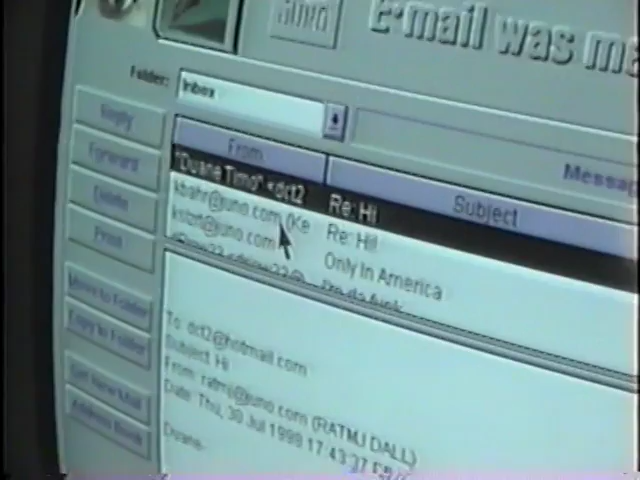 Juno
E-mail was ma
Folder:
Inbox
From
Messag
Subject
"Duane Timo" <dct2
Re: Hi
kbahr@juno.com (Ke
Re: Hi!
@juno.com
Only In America
Reply
Forward
Delete
Print
Move to Folder
Copy to Folder
Get New Mail
Address Book
To: dct2@hotmail.com
Subject: Hi
From: ratmj@juno.com (RATMJ DALL)
Date: Thu, 30 Jul 1998 17:43:37
Duane-